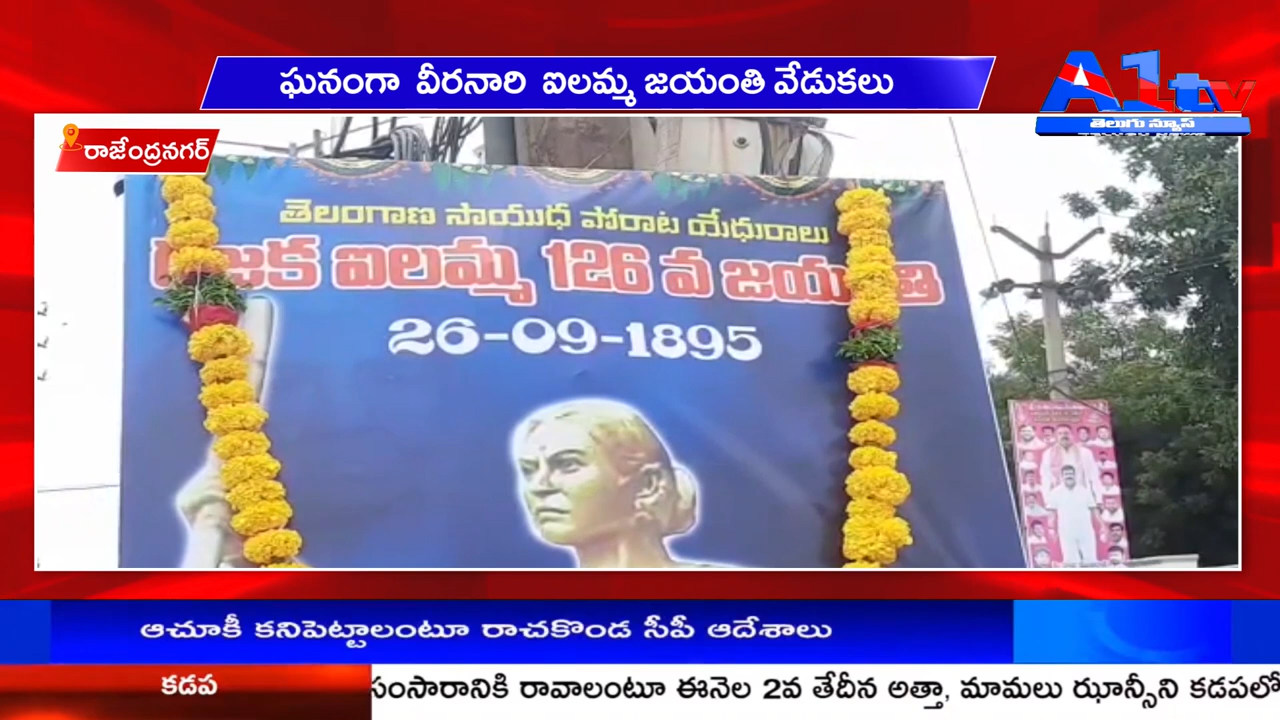 ఘనంగా వీరనారి ఐలమ్మ జయంతి వేడుకలు
A1tv
తెలుగు న్యూస్
రాజేంద్రనగర్
తెలంగాణ సాయుధ పోరాట యేధురాలు
ఐలమ్మ 126 వ
26-09-1895
ఆచూకీ కనిపెట్టాలంటూ రాచకొండ సీపీ ఆదేశాలు
కడప
సంసారానికి రావాలంటూ ఈనెల 2వ తేదీన అత్తా, మామలు ఝాన్సీని కడపలో